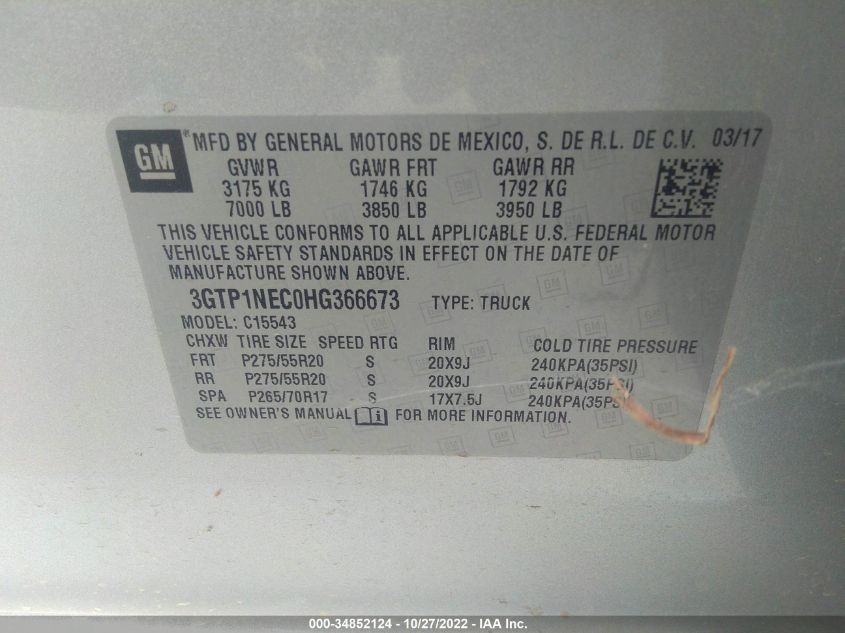 GM® MFD BY GENERAL MOTORS DE MEXICO, S. DE R.L. DE C.V. 03/17
GVWR GAWR FRT GAWR RR
3175 KG 1746 KG 1792 KG
7000 LB 3850 LB 3950 LB
THIS VEHICLE CONFORMS TO ALL APPLICABLE U.S. FEDERAL MOTOR
VEHICLE SAFETY STANDARDS IN EFFECT ON THE DATE OF
MANUFACTURE SHOWN ABOVE.
3GTP1NEC0HG366673 TYPE: TRUCK
MODEL: C15543
CHXW TIRE SIZE SPEED RTG RIM COLD TIRE PRESSURE
FRT P275/55R20 S 20X9J 240KPA(35PSI)
RR P275/55R20 S 20X9J 240KPA(35PSI)
SPA P265/70R17 S 17X7.5J 240KPA(35PSI)
SEE OWNER'S MANUAL FOR MORE INFORMATION.
000-34852124 - 10/27/2022 - IAA Inc.